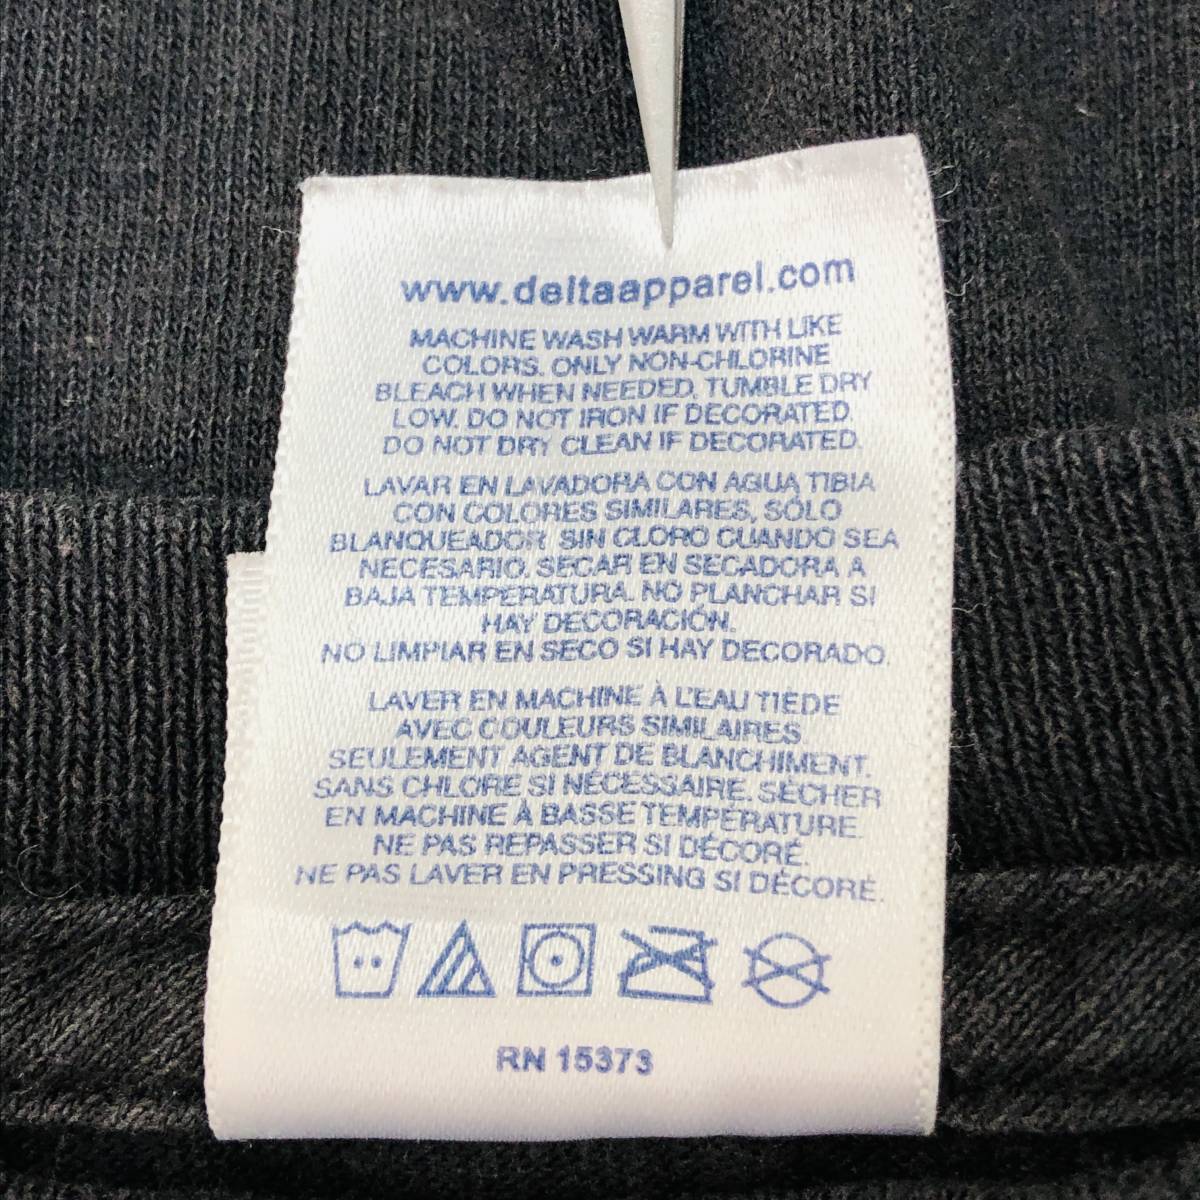 www.deltaapparel.com
MACHINE WASH WARM WITH LIKE
COLORS. ONLY NON-CHLORINE
BLEACH WHEN NEEDED. TUMBLE DRY
LOW. DO NOT IRON IF DECORATED.
DO NOT DRY CLEAN IF DECORATED.
LAVAR EN LAVADORA CON AGUA TIBIA
CON COLORES SIMILARES, SÓLO
BLANQUEADOR SIN CLORO CUANDO SEA
NECESARIO. SECAR EN SECADORA A
BAJA TEMPERATURA. NO PLANCHAR SI
HAY DECORACIÓN.
NO LIMPIAR EN SECO SI HAY DECORADO.
LAVER EN MACHINE À L'EAU TIÈDE
AVEC COULEURS SIMILAIRES
SEULEMENT AGENT DE BLANCHIMENT.
SANS CHLORE SI NÉCESSAIRE. SÉCHER
EN MACHINE À BASSE TEMPÉRATURE.
NE PAS REPASSER SI DÉCORÉ.
NE PAS LAVER EN PRESSING SI DÉCORÉ.
RN 15373